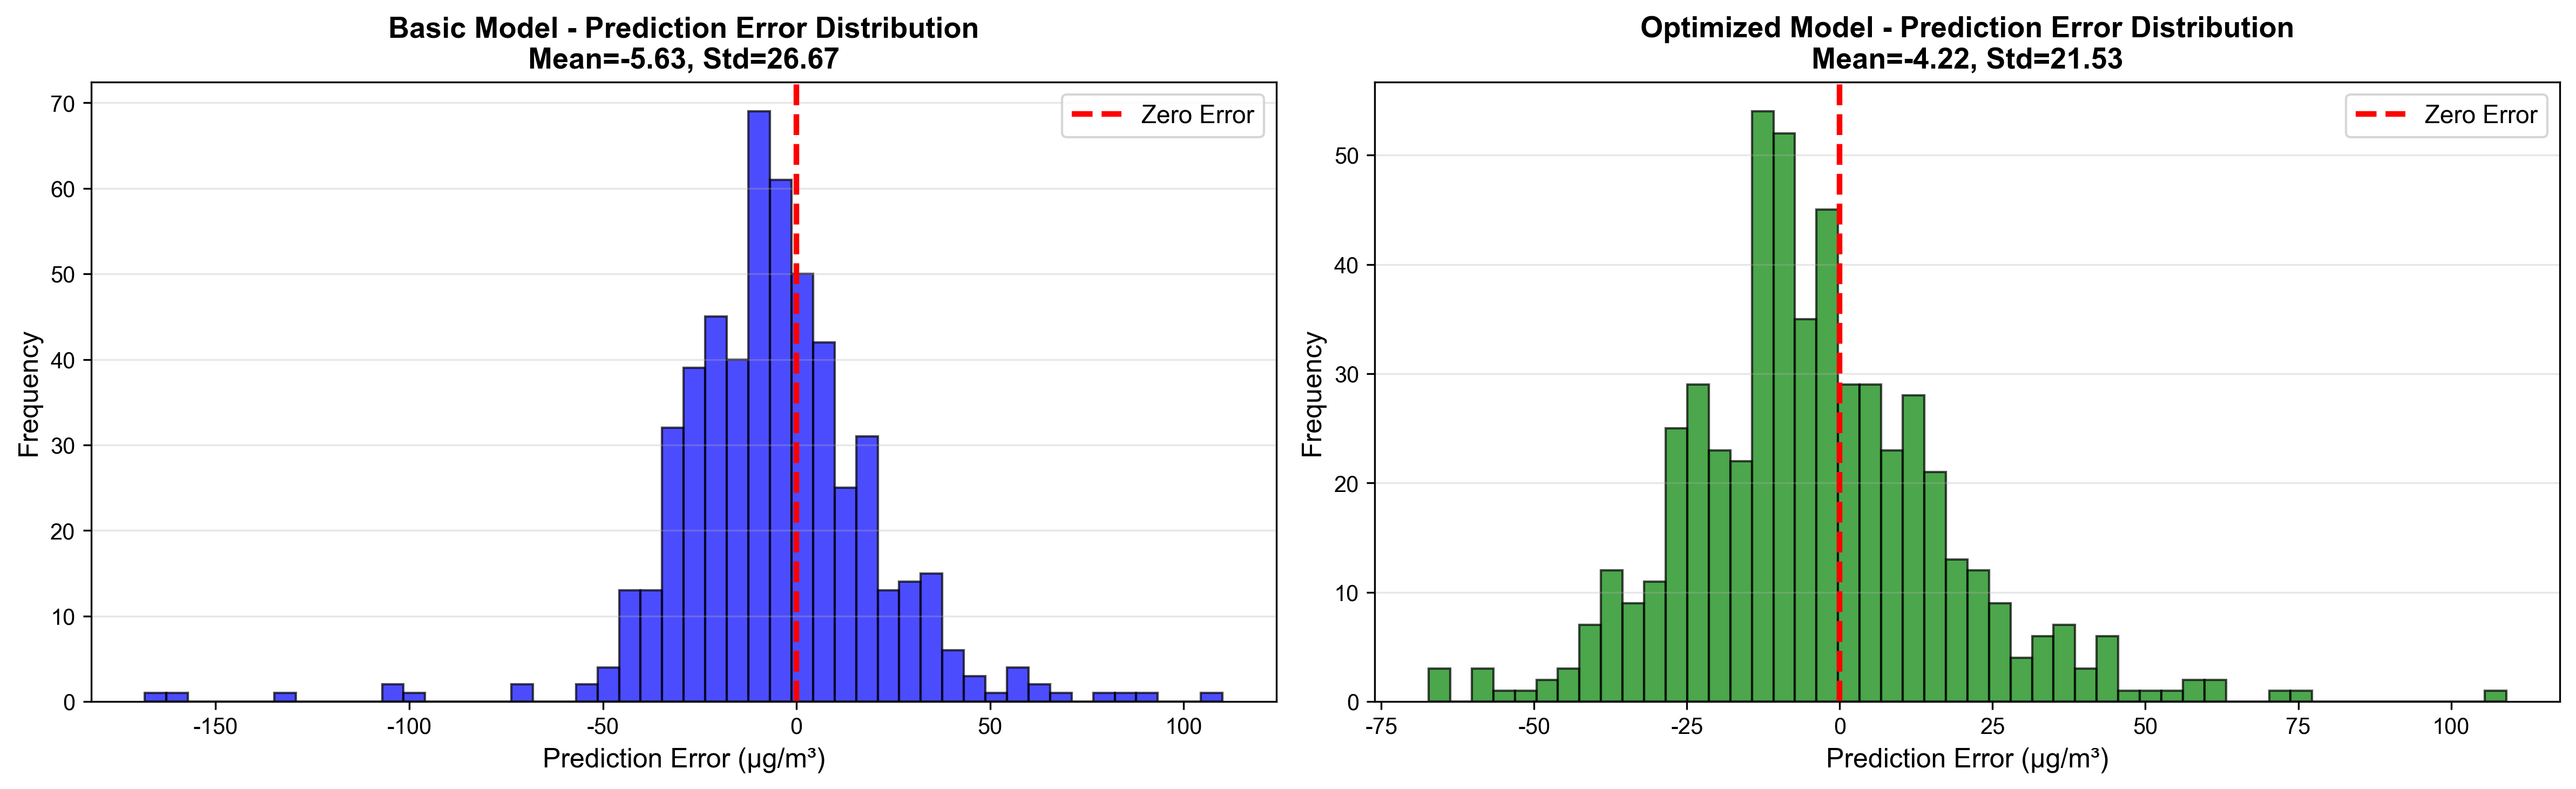 Basic Model - Prediction Error Distribution
Mean=-5.63, Std=26.67
Zero Error
Frequency
70
60
50
40
30
20
10
0
-150
-100
-50
0
50
100
Prediction Error (µg/m³)
Optimized Model - Prediction Error Distribution
Mean=-4.22, Std=21.53
Zero Error
Frequency
50
40
30
20
10
0
-75
-50
-25
0
25
50
75
100
Prediction Error (µg/m³)